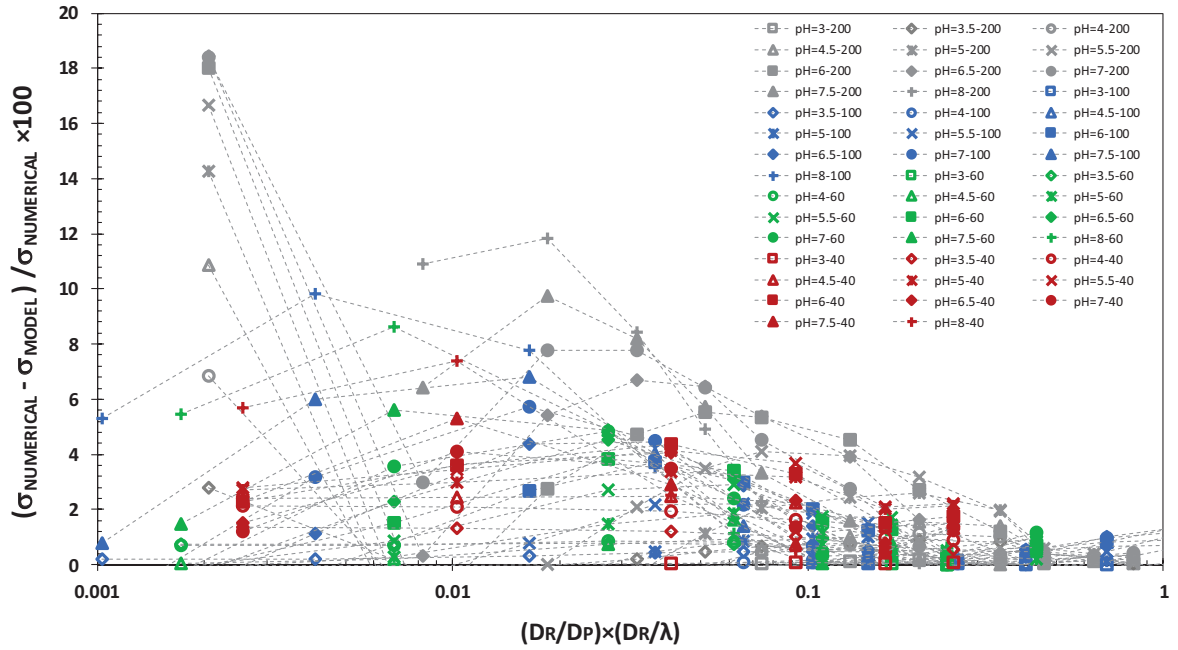 (σNUMERICAL - σMODEL) /σNUMERICAL ×100
20
18
16
14
12
10
8
6
4
2
0
0.001 0.01 0.1 1
(DR/DP)×(DR/λ)
pH=3-200 pH=3.5-200 pH=4-200
pH=4.5-200 pH=5-200 pH=5.5-200
pH=6-200 pH=6.5-200 pH=7-200
pH=7.5-200 pH=8-200 pH=3-100
pH=3.5-100 pH=4-100 pH=4.5-100
pH=5-100 pH=5.5-100 pH=6-100
pH=6.5-100 pH=7-100 pH=7.5-100
pH=8-100 pH=3-60 pH=3.5-60
pH=4-60 pH=4.5-60 pH=5-60
pH=5.5-60 pH=6-60 pH=6.5-60
pH=7-60 pH=7.5-60 pH=8-60
pH=3-40 pH=3.5-40 pH=4-40
pH=4.5-40 pH=5-40 pH=5.5-40
pH=6-40 pH=6.5-40 pH=7-40
pH=7.5-40 pH=8-40